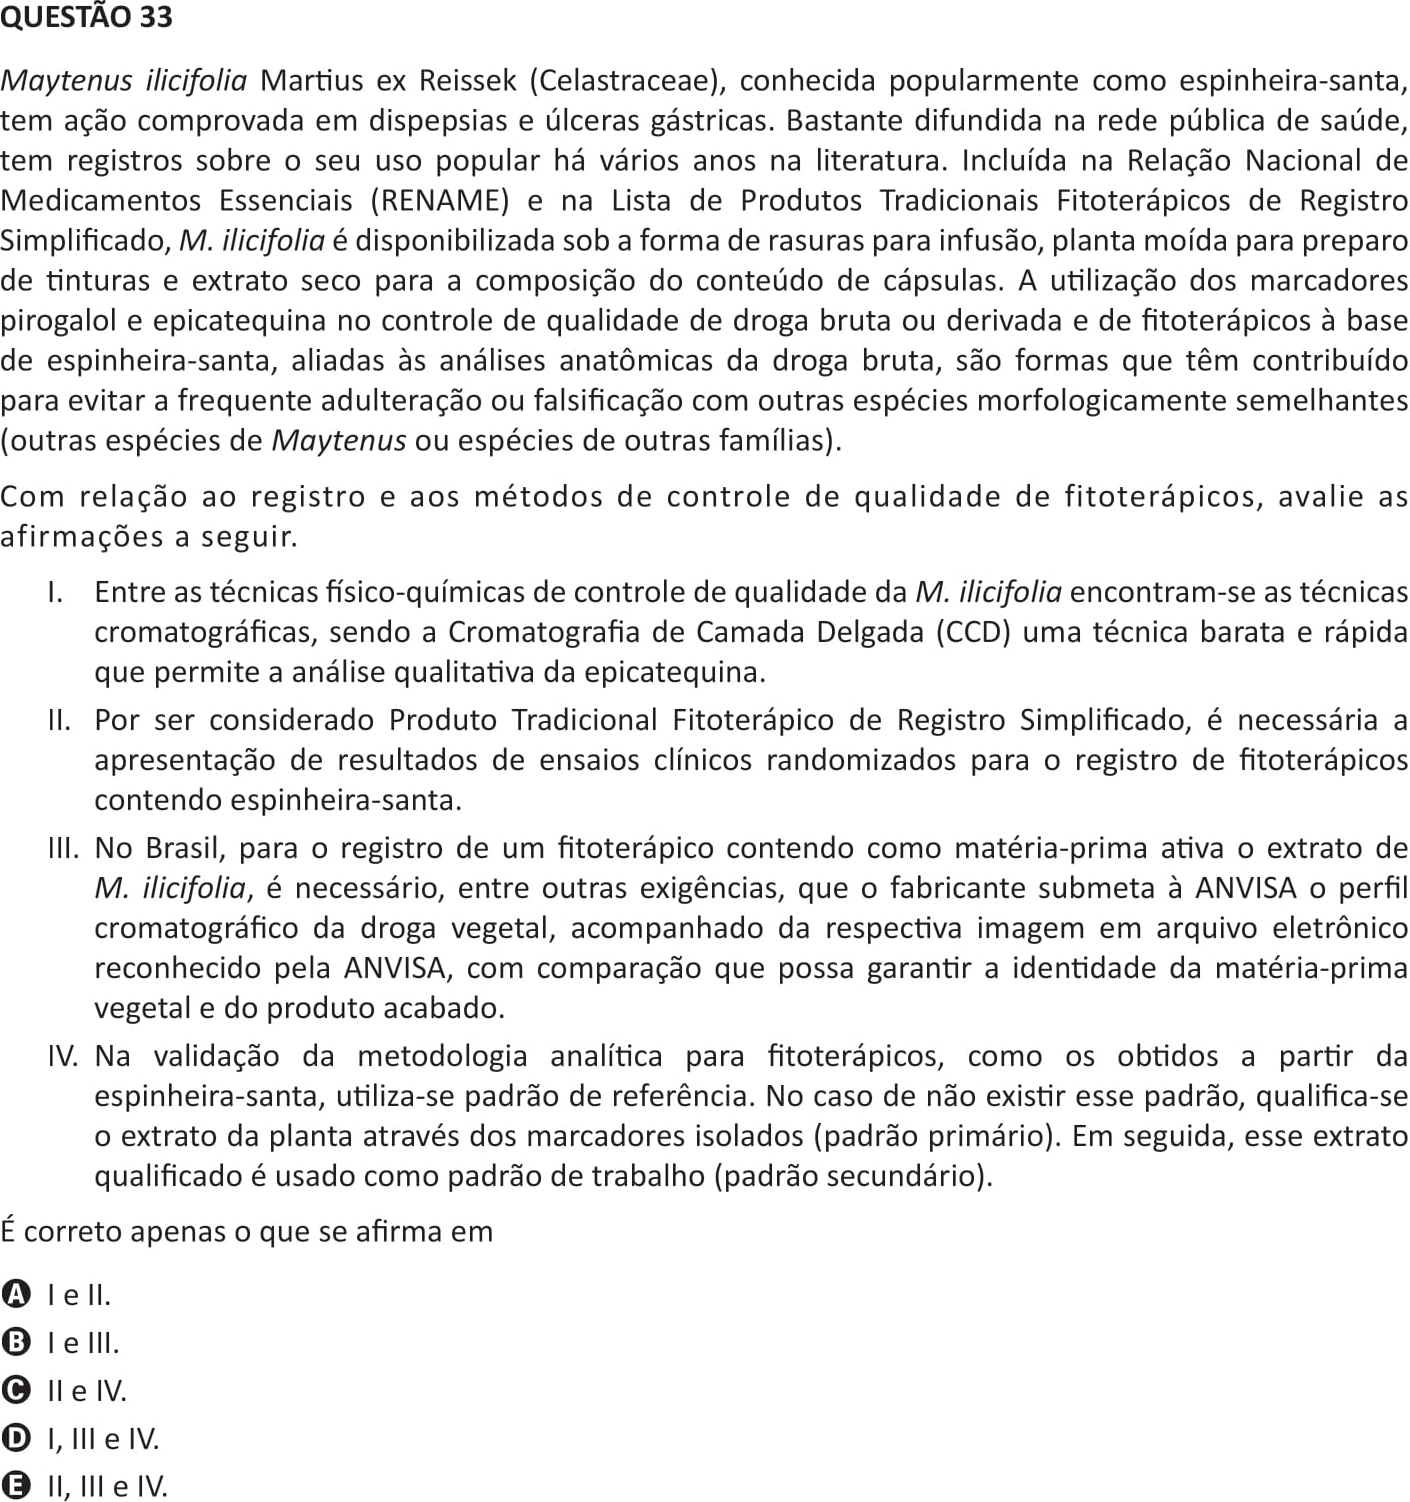 QUESTÃO 33
Maytenus ilicifolia Martius ex Reissek (Celastraceae), conhecida popularmente como espinheira-santa,
tem ação comprovada em dispepsias e úlceras gástricas. Bastante difundida na rede pública de saúde,
tem registros sobre o seu uso popular há vários anos na literatura. Incluída na Relação Nacional de
Medicamentos Essenciais (RENAME) e na Lista de Produtos Tradicionais Fitoterápicos de Registro
Simplificado, M. ilicifolia é disponibilizada sob a forma de rasuras para infusão, planta moída para preparo
de tinturas e extrato seco para a composição do conteúdo de cápsulas. A utilização dos marcadores
pirogalol e epicatequina no controle de qualidade de droga bruta ou derivada e de fitoterápicos à base
de espinheira-santa, aliadas às análises anatômicas da droga bruta, são formas que têm contribuído
para evitar a frequente adulteração ou falsificação com outras espécies morfologicamente semelhantes
(outras espécies de Maytenus ou espécies de outras famílias).
Com relação ao registro e aos métodos de controle de qualidade de fitoterápicos, avalie as
afirmações a seguir.
I. Entre as técnicas físico-químicas de controle de qualidade da M. ilicifolia encontram-se as técnicas
cromatográficas, sendo a Cromatografia de Camada Delgada (CCD) uma técnica barata e rápida
que permite a análise qualitativa da epicatequina.
II. Por ser considerado Produto Tradicional Fitoterápico de Registro Simplificado, é necessária a
apresentação de resultados de ensaios clínicos randomizados para o registro de fitoterápicos
contendo espinheira-santa.
III. No Brasil, para o registro de um fitoterápico contendo como matéria-prima ativa o extrato de
M. ilicifolia, é necessário, entre outras exigências, que o fabricante submeta à ANVISA o perfil
cromatográfico da droga vegetal, acompanhado da respectiva imagem em arquivo eletrônico
reconhecido pela ANVISA, com comparação que possa garantir a identidade da matéria-prima
vegetal e do produto acabado.
IV. Na validação da metodologia analítica para fitoterápicos, como os obtidos a partir da
espinheira-santa, utiliza-se padrão de referência. No caso de não existir esse padrão, qualifica-se
o extrato da planta através dos marcadores isolados (padrão primário). Em seguida, esse extrato
qualificado é usado como padrão de trabalho (padrão secundário).
É correto apenas o que se afirma em
A I e II.
B I e III.
C II e IV.
D I, III e IV.
E II, III e IV.